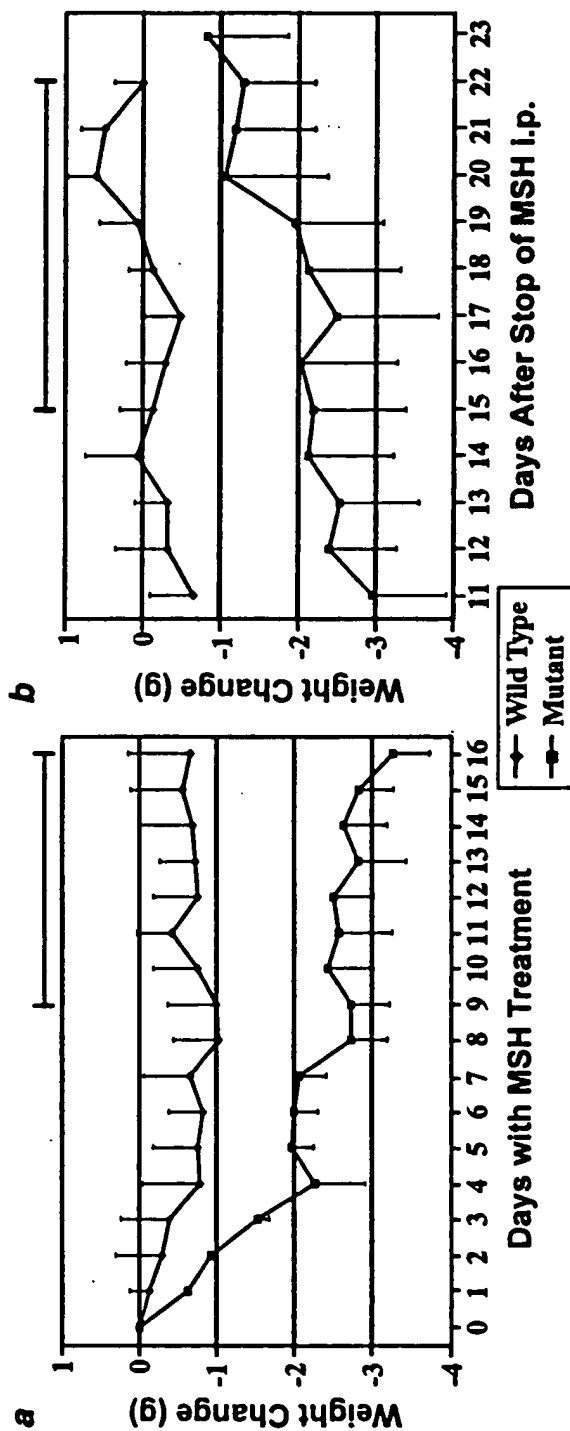 a
Weight Change (g)
1
0
-1
-2
-3
-4
0 1 2 3 4 5 6 7 8 9 10 11 12 13 14 15 16
Days with MSH Treatment
b
Weight Change (g)
1
0
-1
-2
-3
-4
11 12 13 14 15 16 17 18 19 20 21 22 23
Days After Stop of MSH i.p.
Wild Type
Mutant